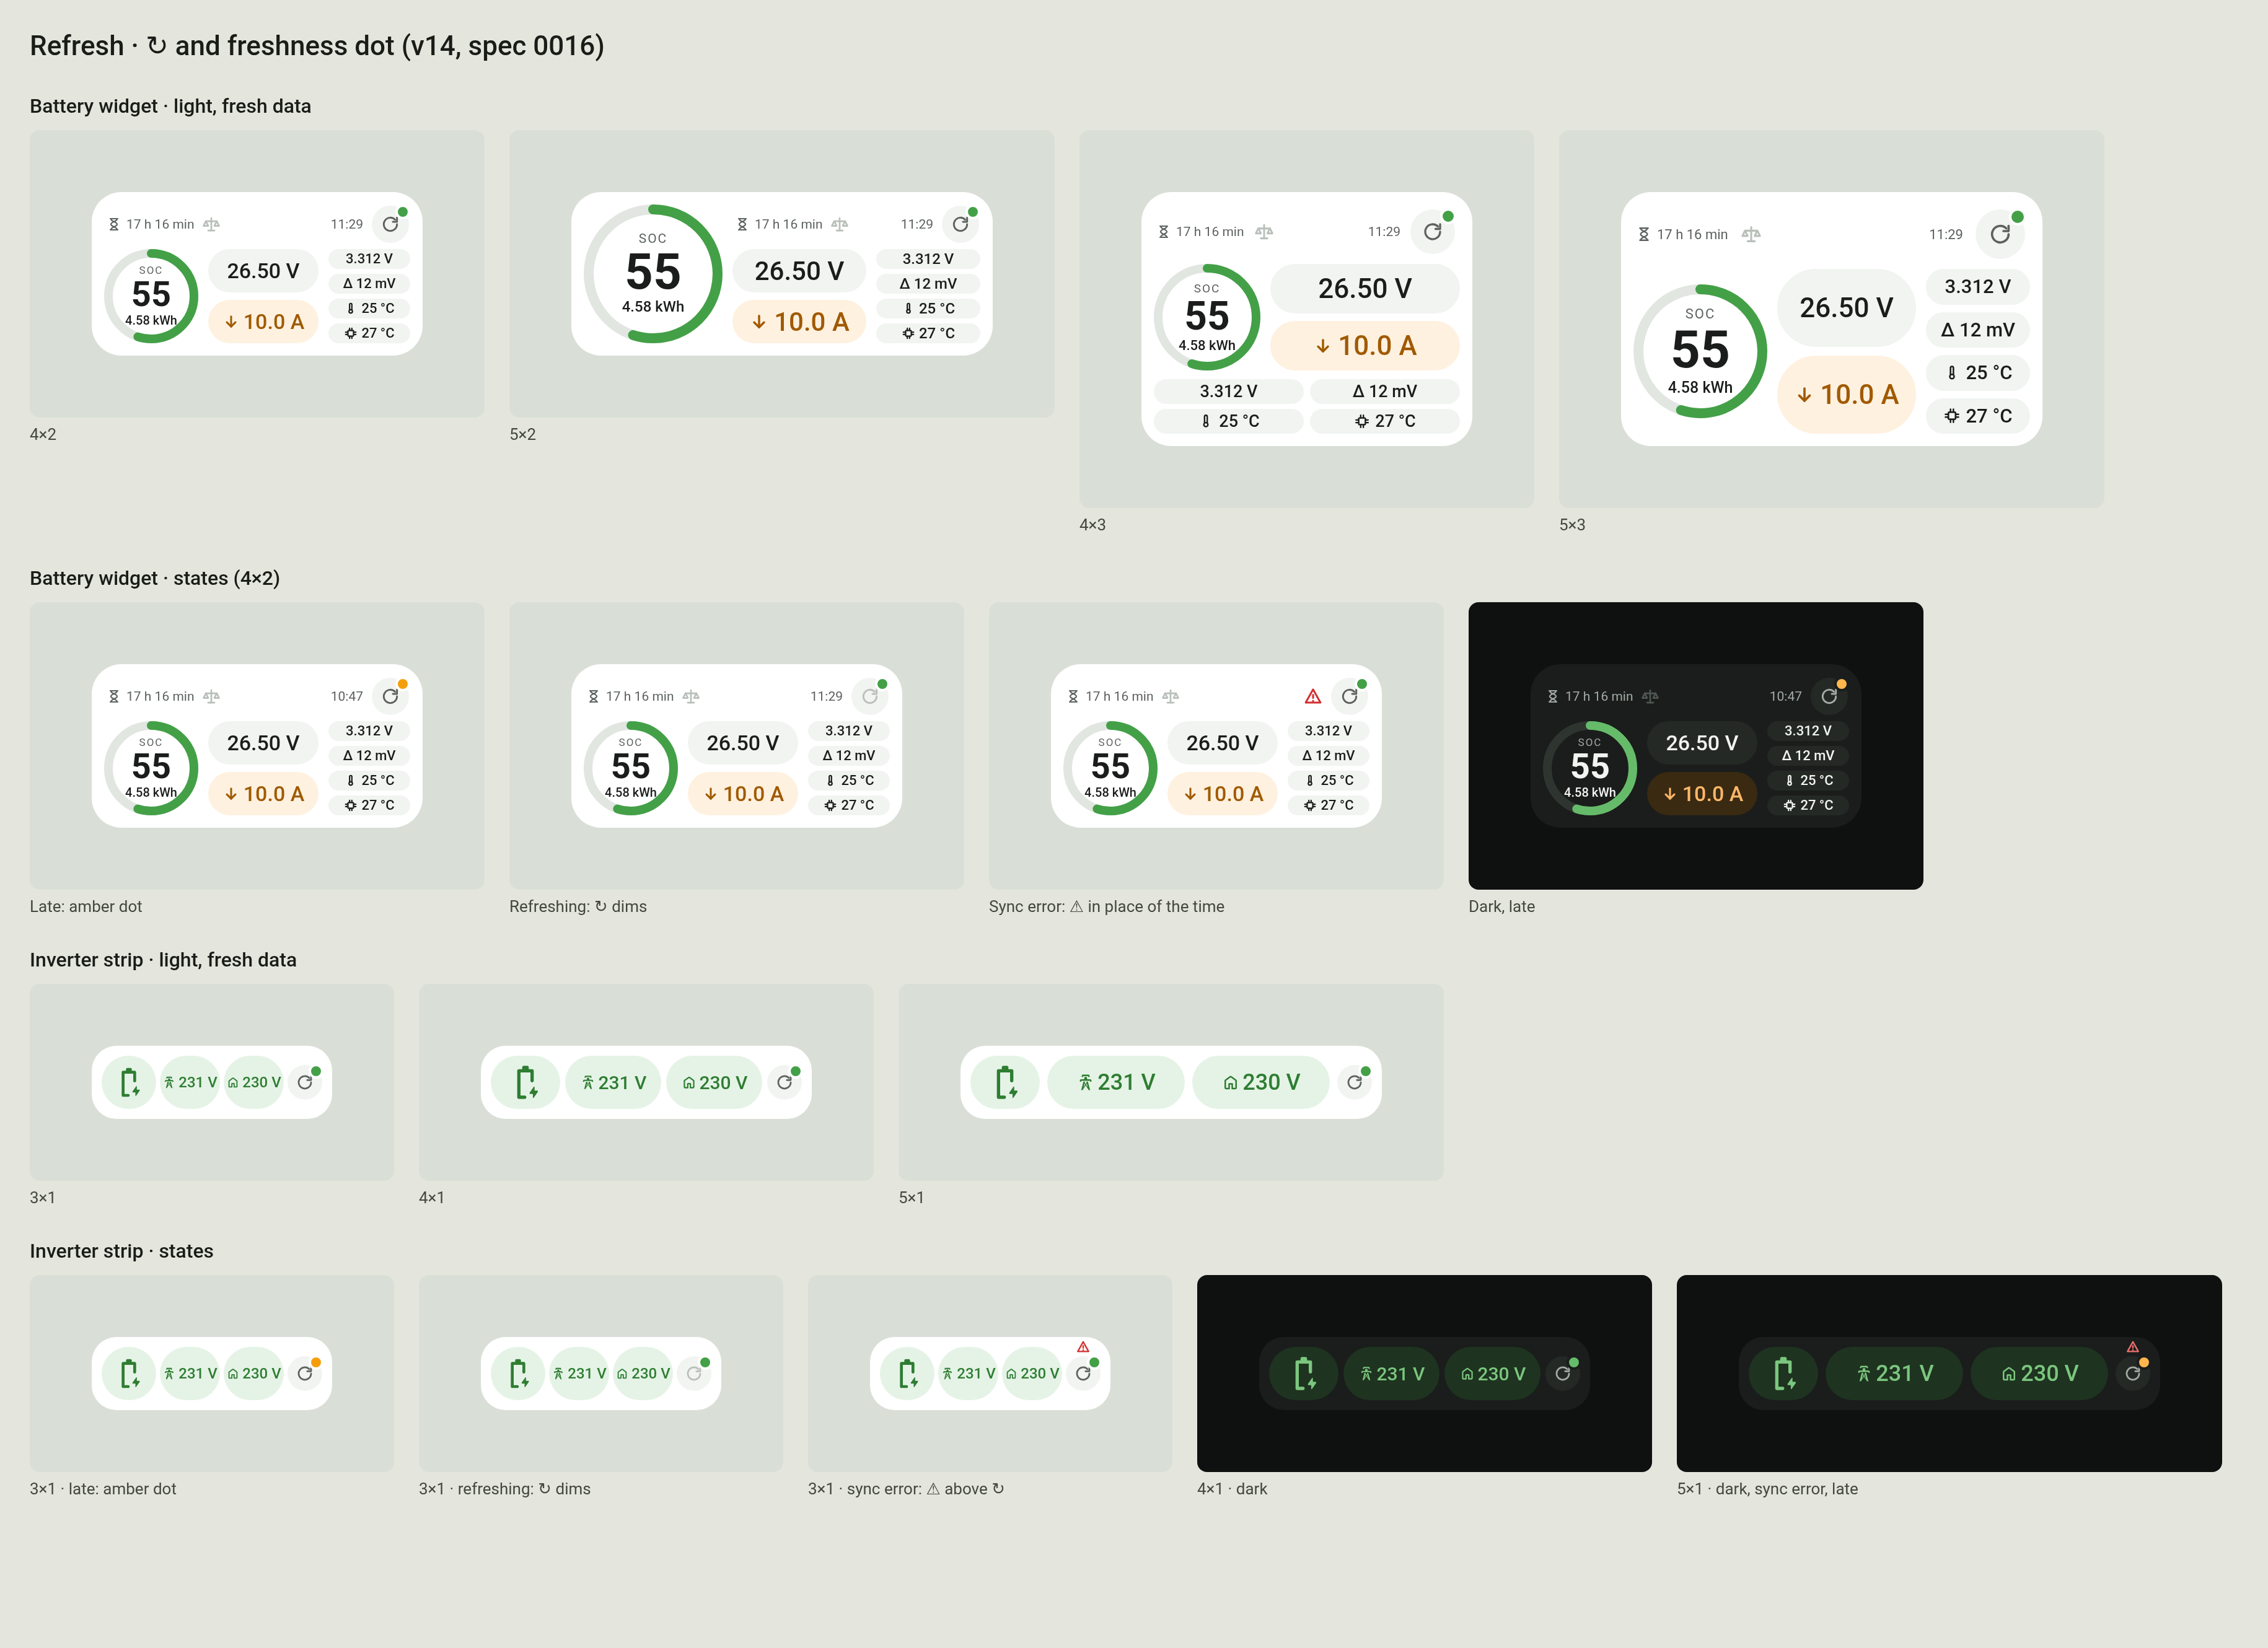 Refresh · ↻ and freshness dot (v14, spec 0016)
Battery widget · light, fresh data
17 h 16 min 11:29
SOC
55
4.58 kWh
26.50 V
↓ 10.0 A
3.312 V
Δ 12 mV
25 °C
27 °C
4×2
SOC
55
4.58 kWh
17 h 16 min 11:29
26.50 V
↓ 10.0 A
3.312 V
Δ 12 mV
25 °C
27 °C
5×2
17 h 16 min 11:29
SOC
55
4.58 kWh
26.50 V
↓ 10.0 A
3.312 V
Δ 12 mV
25 °C
27 °C
4×3
17 h 16 min 11:29
SOC
55
4.58 kWh
26.50 V
↓ 10.0 A
3.312 V
Δ 12 mV
25 °C
27 °C
5×3
Battery widget · states (4×2)
17 h 16 min 10:47
SOC
55
4.58 kWh
26.50 V
↓ 10.0 A
3.312 V
Δ 12 mV
25 °C
27 °C
Late: amber dot
17 h 16 min 11:29
SOC
55
4.58 kWh
26.50 V
↓ 10.0 A
3.312 V
Δ 12 mV
25 °C
27 °C
Refreshing: ↻ dims
17 h 16 min
SOC
55
4.58 kWh
26.50 V
↓ 10.0 A
3.312 V
Δ 12 mV
25 °C
27 °C
Sync error: ⚠ in place of the time
17 h 16 min 10:47
SOC
55
4.58 kWh
26.50 V
↓ 10.0 A
3.312 V
Δ 12 mV
25 °C
27 °C
Dark, late
Inverter strip · light, fresh data
231 V 230 V
3×1
231 V 230 V
4×1
231 V 230 V
5×1
Inverter strip · states
231 V 230 V
3×1 · late: amber dot
231 V 230 V
3×1 · refreshing: ↻ dims
231 V 230 V
3×1 · sync error: ⚠ above ↻
231 V 230 V
4×1 · dark
231 V 230 V
5×1 · dark, sync error, late